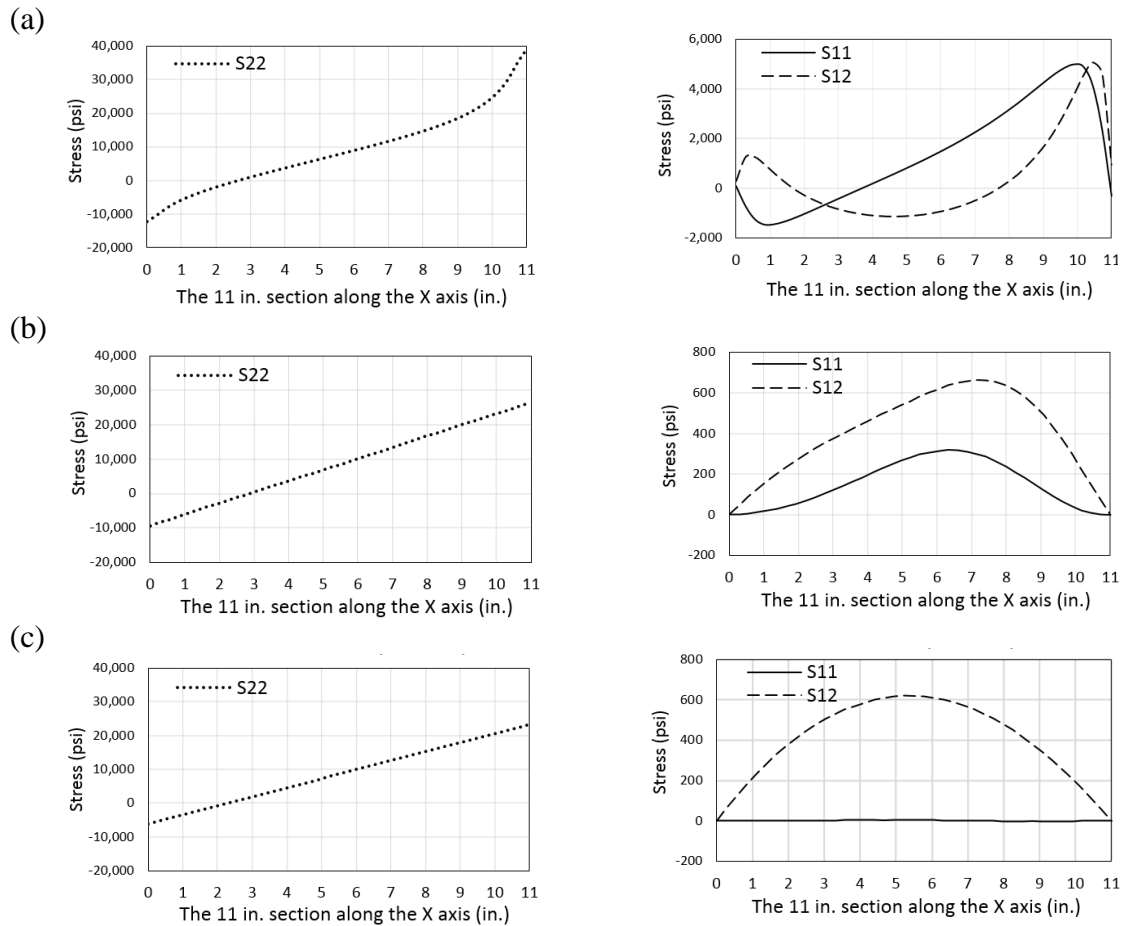 (a)
40,000
30,000
20,000
10,000
0
-10,000
-20,000
Stress (psi)
S22
0 1 2 3 4 5 6 7 8 9 10 11
The 11 in. section along the X axis (in.)
6,000
4,000
2,000
0
-2,000
Stress (psi)
S11
S12
0 1 2 3 4 5 6 7 8 9 10 11
The 11 in. section along the X axis (in.)
(b)
40,000
30,000
20,000
10,000
0
-10,000
-20,000
Stress (psi)
S22
0 1 2 3 4 5 6 7 8 9 10 11
The 11 in. section along the X axis (in.)
800
600
400
200
0
-200
Stress (psi)
S11
S12
0 1 2 3 4 5 6 7 8 9 10 11
The 11 in. section along the X axis (in.)
(c)
40,000
30,000
20,000
10,000
0
-10,000
-20,000
Stress (psi)
S22
0 1 2 3 4 5 6 7 8 9 10 11
The 11 in. section along the X axis (in.)
800
600
400
200
0
-200
Stress (psi)
S11
S12
0 1 2 3 4 5 6 7 8 9 10 11
The 11 in. section along the X axis (in.)